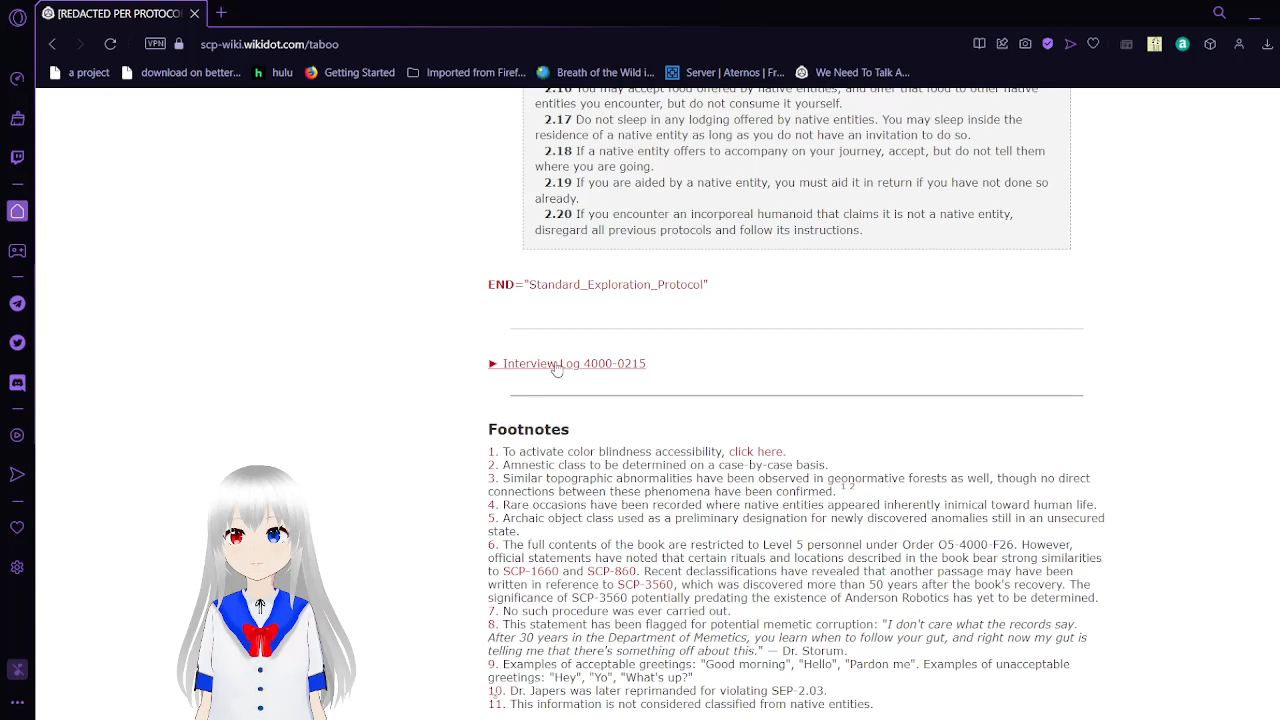 [REDACTED PER PROTOCO
VPN
scp-wiki.wikidot.com/taboo
a project
download on better...
hulu
Getting Started
Imported from Firef...
Breath of the Wild i...
Server | Aternos | Fr...
We Need To Talk A...
2.16 You may accept food offered by native entities, and offer that food to other native
entities you encounter, but do not consume it yourself.
2.17 Do not sleep in any lodging offered by native entities. You may sleep inside the
residence of a native entity as long as you do not have an invitation to do so.
2.18 If a native entity offers to accompany on your journey, accept, but do not tell them
where you are going.
2.19 If you are aided by a native entity, you must aid it in return if you have not done so
already.
2.20 If you encounter an incorporeal humanoid that claims it is not a native entity,
disregard all previous protocols and follow its instructions.
END="Standard_Exploration_Protocol"
► Interview Log 4000-0215
Footnotes
1. To activate color blindness accessibility, click here.
2. Amnestic class to be determined on a case-by-case basis.
3. Similar topographic abnormalities have been observed in geonormative forests as well, though no direct
connections between these phenomena have been confirmed. 1 2
4. Rare occasions have been recorded where native entities appeared inherently inimical toward human life.
5. Archaic object class used as a preliminary designation for newly discovered anomalies still in an unsecured
state.
6. The full contents of the book are restricted to Level 5 personnel under Order O5-4000-F26. However,
official statements have noted that certain rituals and locations described in the book bear strong similarities
to SCP-1660 and SCP-860. Recent declassifications have revealed that another passage may have been
written in reference to SCP-3560, which was discovered more than 50 years after the book's recovery. The
significance of SCP-3560 potentially predating the existence of Anderson Robotics has yet to be determined.
7. No such procedure was ever carried out.
8. This statement has been flagged for potential memetic corruption: "I don't care what the records say.
After 30 years in the Department of Memetics, you learn when to follow your gut, and right now my gut is
telling me that there's something off about this." — Dr. Storum.
9. Examples of acceptable greetings: "Good morning", "Hello", "Pardon me". Examples of unacceptable
greetings: "Hey", "Yo", "What's up?"
10. Dr. Japers was later reprimanded for violating SEP-2.03.
11. This information is not considered classified from native entities.